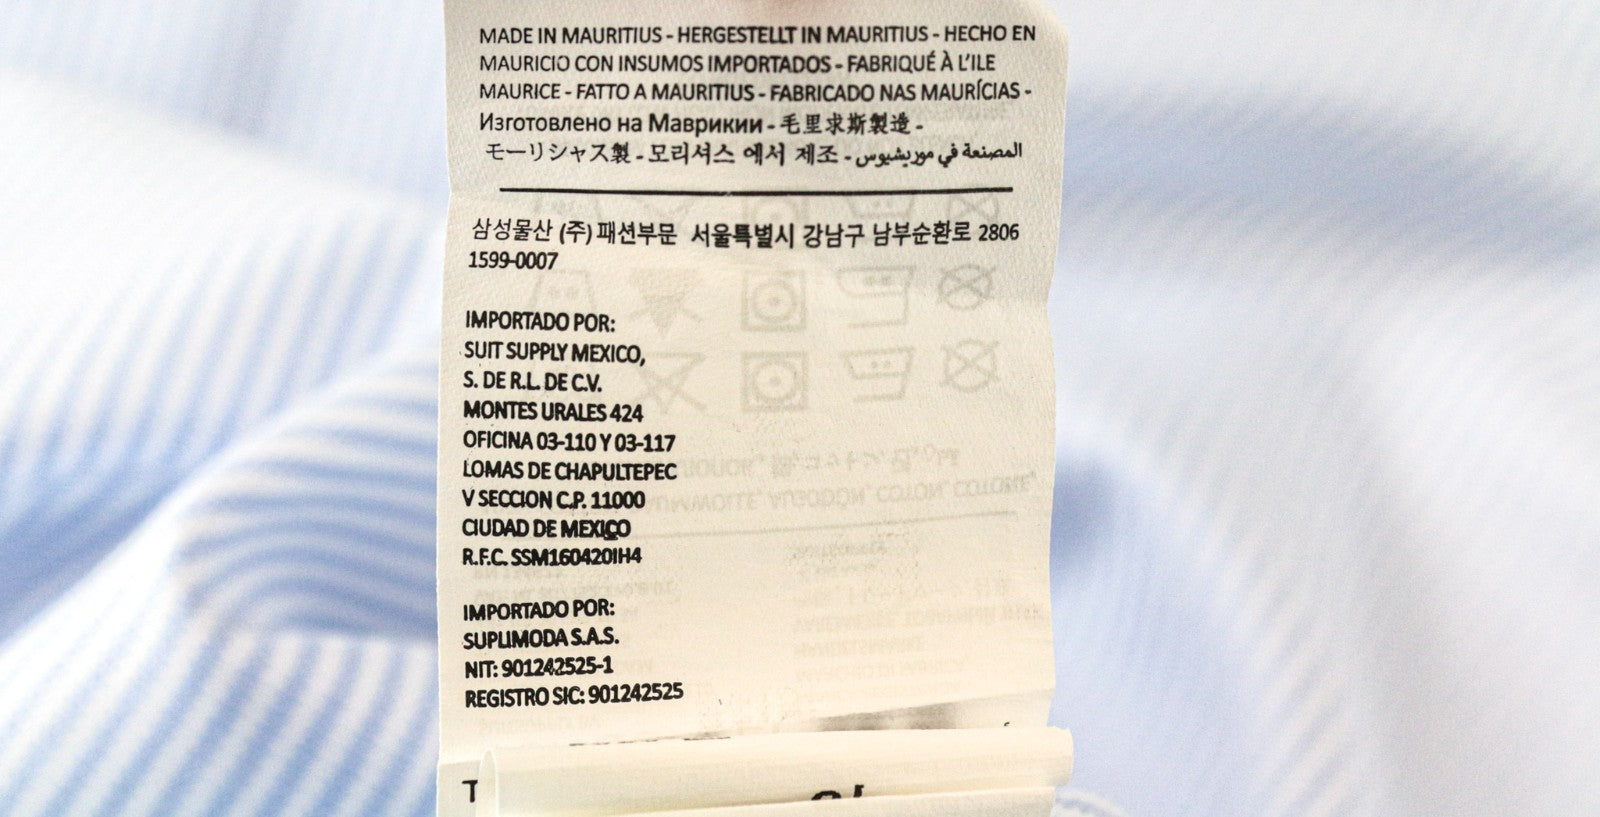 MADE IN MAURITIUS - HERGESTELLT IN MAURITIUS - HECHO EN
MAURICIO CON INSUMOS IMPORTADOS - FABRIQUÉ À L'ILE
MAURICE - FATTO A MAURITIUS - FABRICADO NAS MAURÍCIAS -
Изготовлено на Маврикии - 毛里求斯製造 -
モーリシャス製 - 모리셔스 에서 제조 - المصنعة في موريشيوس
삼성물산 (주) 패션부문 서울특별시 강남구 남부순환로 2806
1599-0007
IMPORTADO POR:
SUIT SUPPLY MEXICO,
S. DE R.L. DE C.V.
MONTES URALES 424
OFICINA 03-110 Y 03-117
LOMAS DE CHAPULTEPEC
V SECCION C.P. 11000
CIUDAD DE MEXICO
R.F.C. SSM160420IH4
IMPORTADO POR:
SUPLIMODA S.A.S.
NIT: 901242525-1
REGISTRO SIC: 901242525